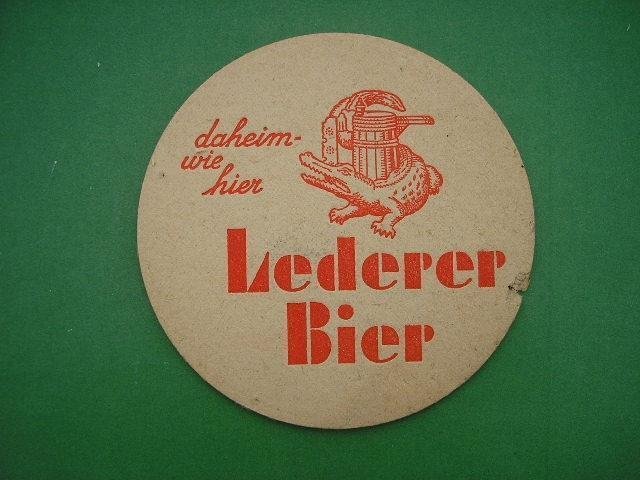 daheim-
wie
hier
Lederer
Bier